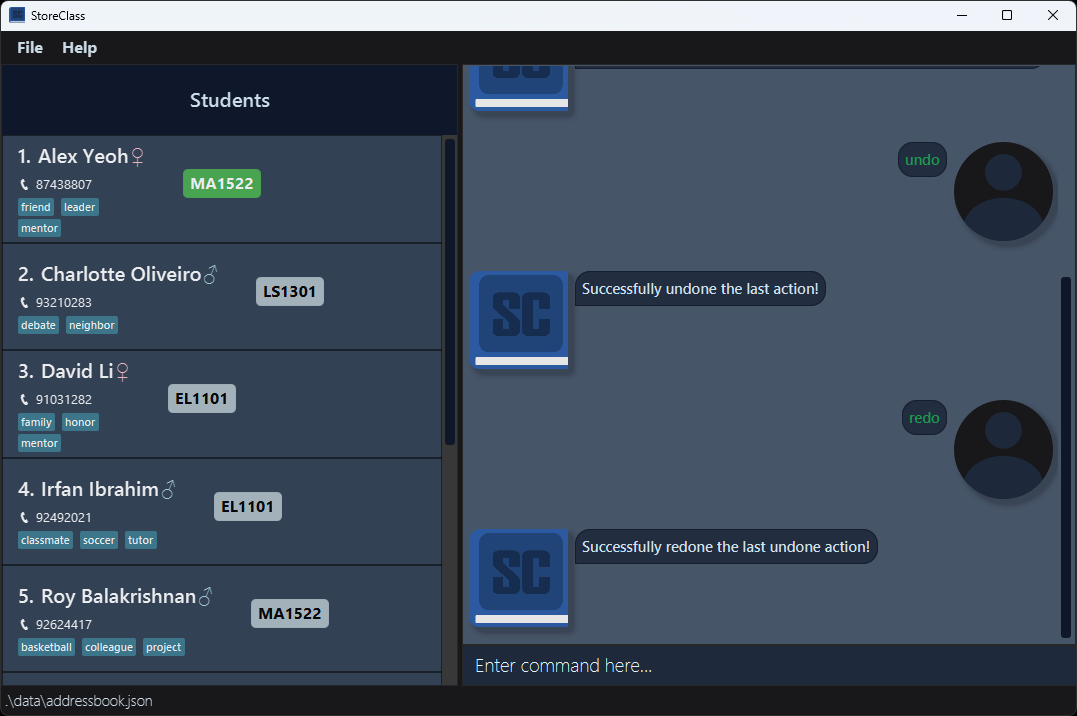 StoreClass
File Help
Students
1. Alex Yeoh♀
87438807
MA1522
friend leader
mentor
2. Charlotte Oliveiro♂
93210283
LS1301
debate neighbor
3. David Li♀
91031282
EL1101
family honor
mentor
4. Irfan Ibrahim♂
92492021
EL1101
classmate soccer tutor
5. Roy Balakrishnan♂
92624417
MA1522
basketball colleague project
undo
SC
Successfully undone the last action!
redo
SC
Successfully redone the last undone action!
Enter command here...
.\data\addressbook.json